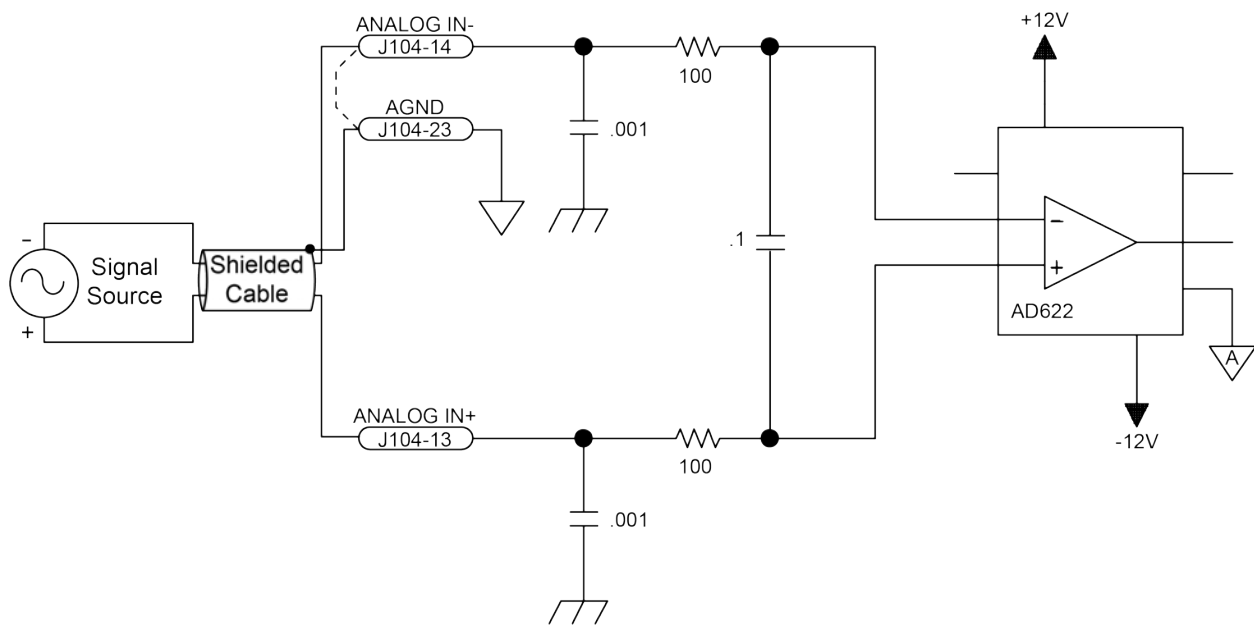 ANALOG IN-
J104-14
+12V
100
AGND
J104-23
.001
-
Signal
Source
+
Shielded
Cable
.1
-
+
AD622
A
ANALOG IN+
J104-13
-12V
100
.001